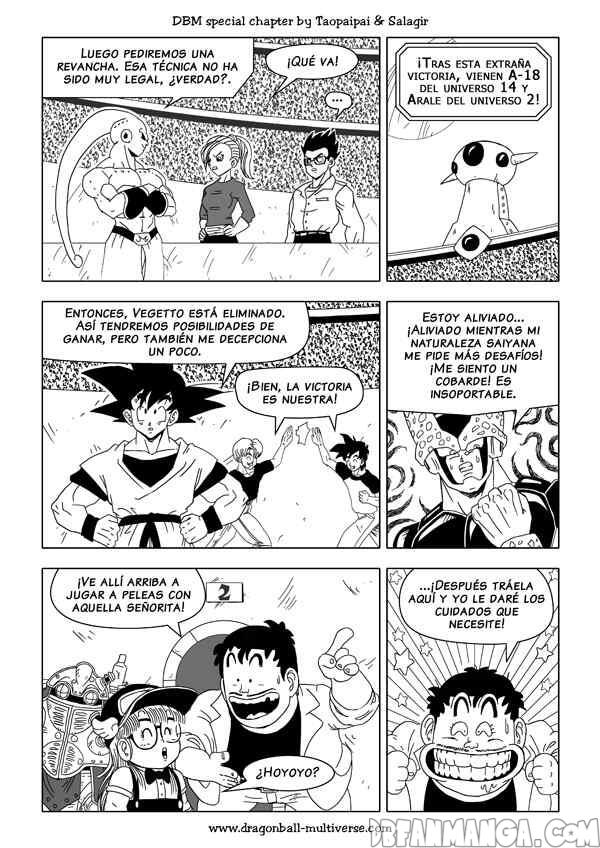 DBM special chapter by Taopaipai & Salagir
Luego pediremos una
revancha. Esa técnica no ha
sido muy legal, ¿verdad?.
¡Qué va!
...
¡Tras esta extraña
victoria, vienen A-18
del universo 14 y
Arale del universo 2!
Entonces, Vegetto está eliminado.
Así tendremos posibilidades de
ganar, pero también me decepciona
un poco.
¡Bien, la victoria
es nuestra!
Estoy aliviado...
¡Aliviado mientras mi
naturaleza saiyana
me pide más desafíos!
¡Me siento un
cobarde! Es
insoportable.
¡Ve allí arriba a
jugar a peleas con
aquella señorita!
2
¿Hoyoyo?
...¡Después tráela
aquí y yo le daré los
cuidados que
necesite!
www.dragonball-multiverse.com
DBFANMANGA.COM